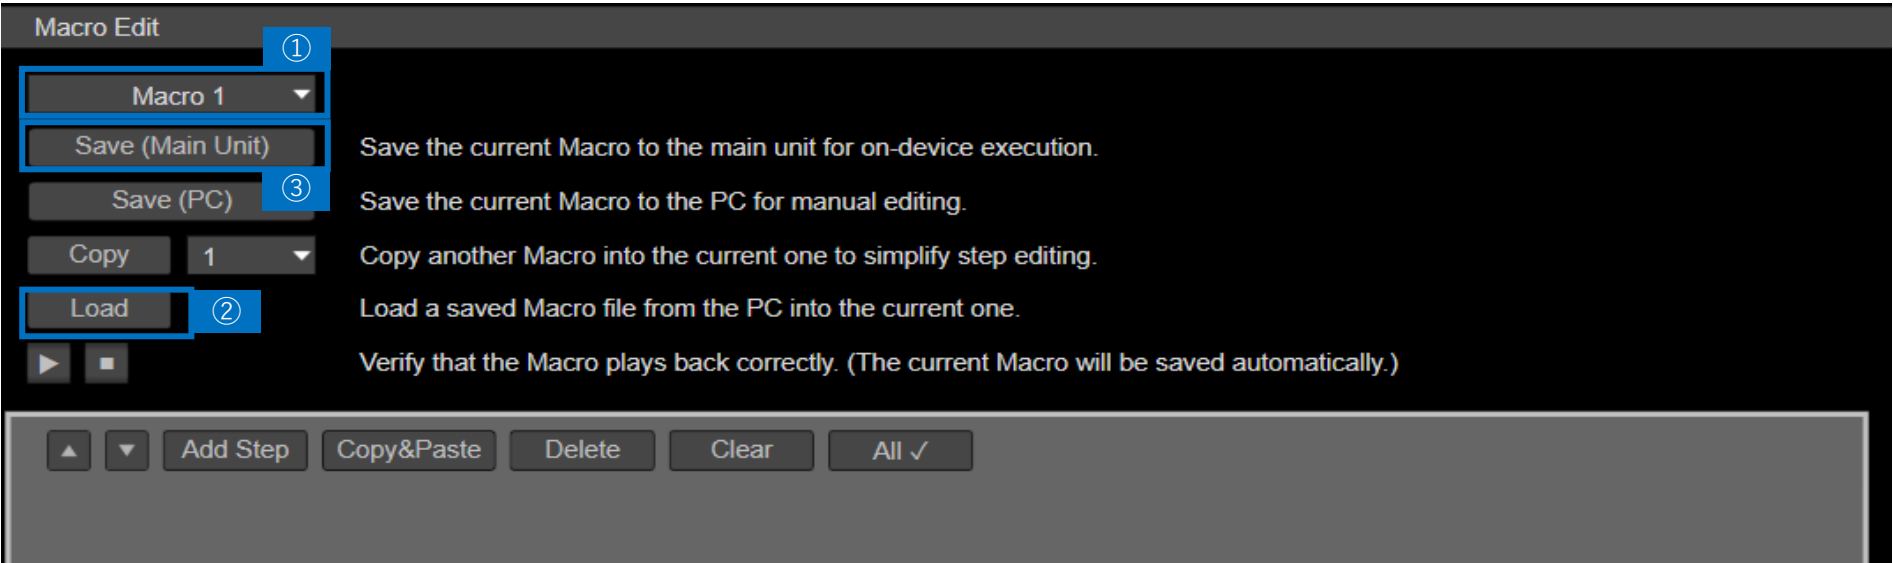 Macro Edit
①
Macro 1
Save (Main Unit) Save the current Macro to the main unit for on-device execution.
③
Save (PC) Save the current Macro to the PC for manual editing.
Copy 1 Copy another Macro into the current one to simplify step editing.
Load ② Load a saved Macro file from the PC into the current one.
Verify that the Macro plays back correctly. (The current Macro will be saved automatically.)
Add Step Copy&Paste Delete Clear All ✓